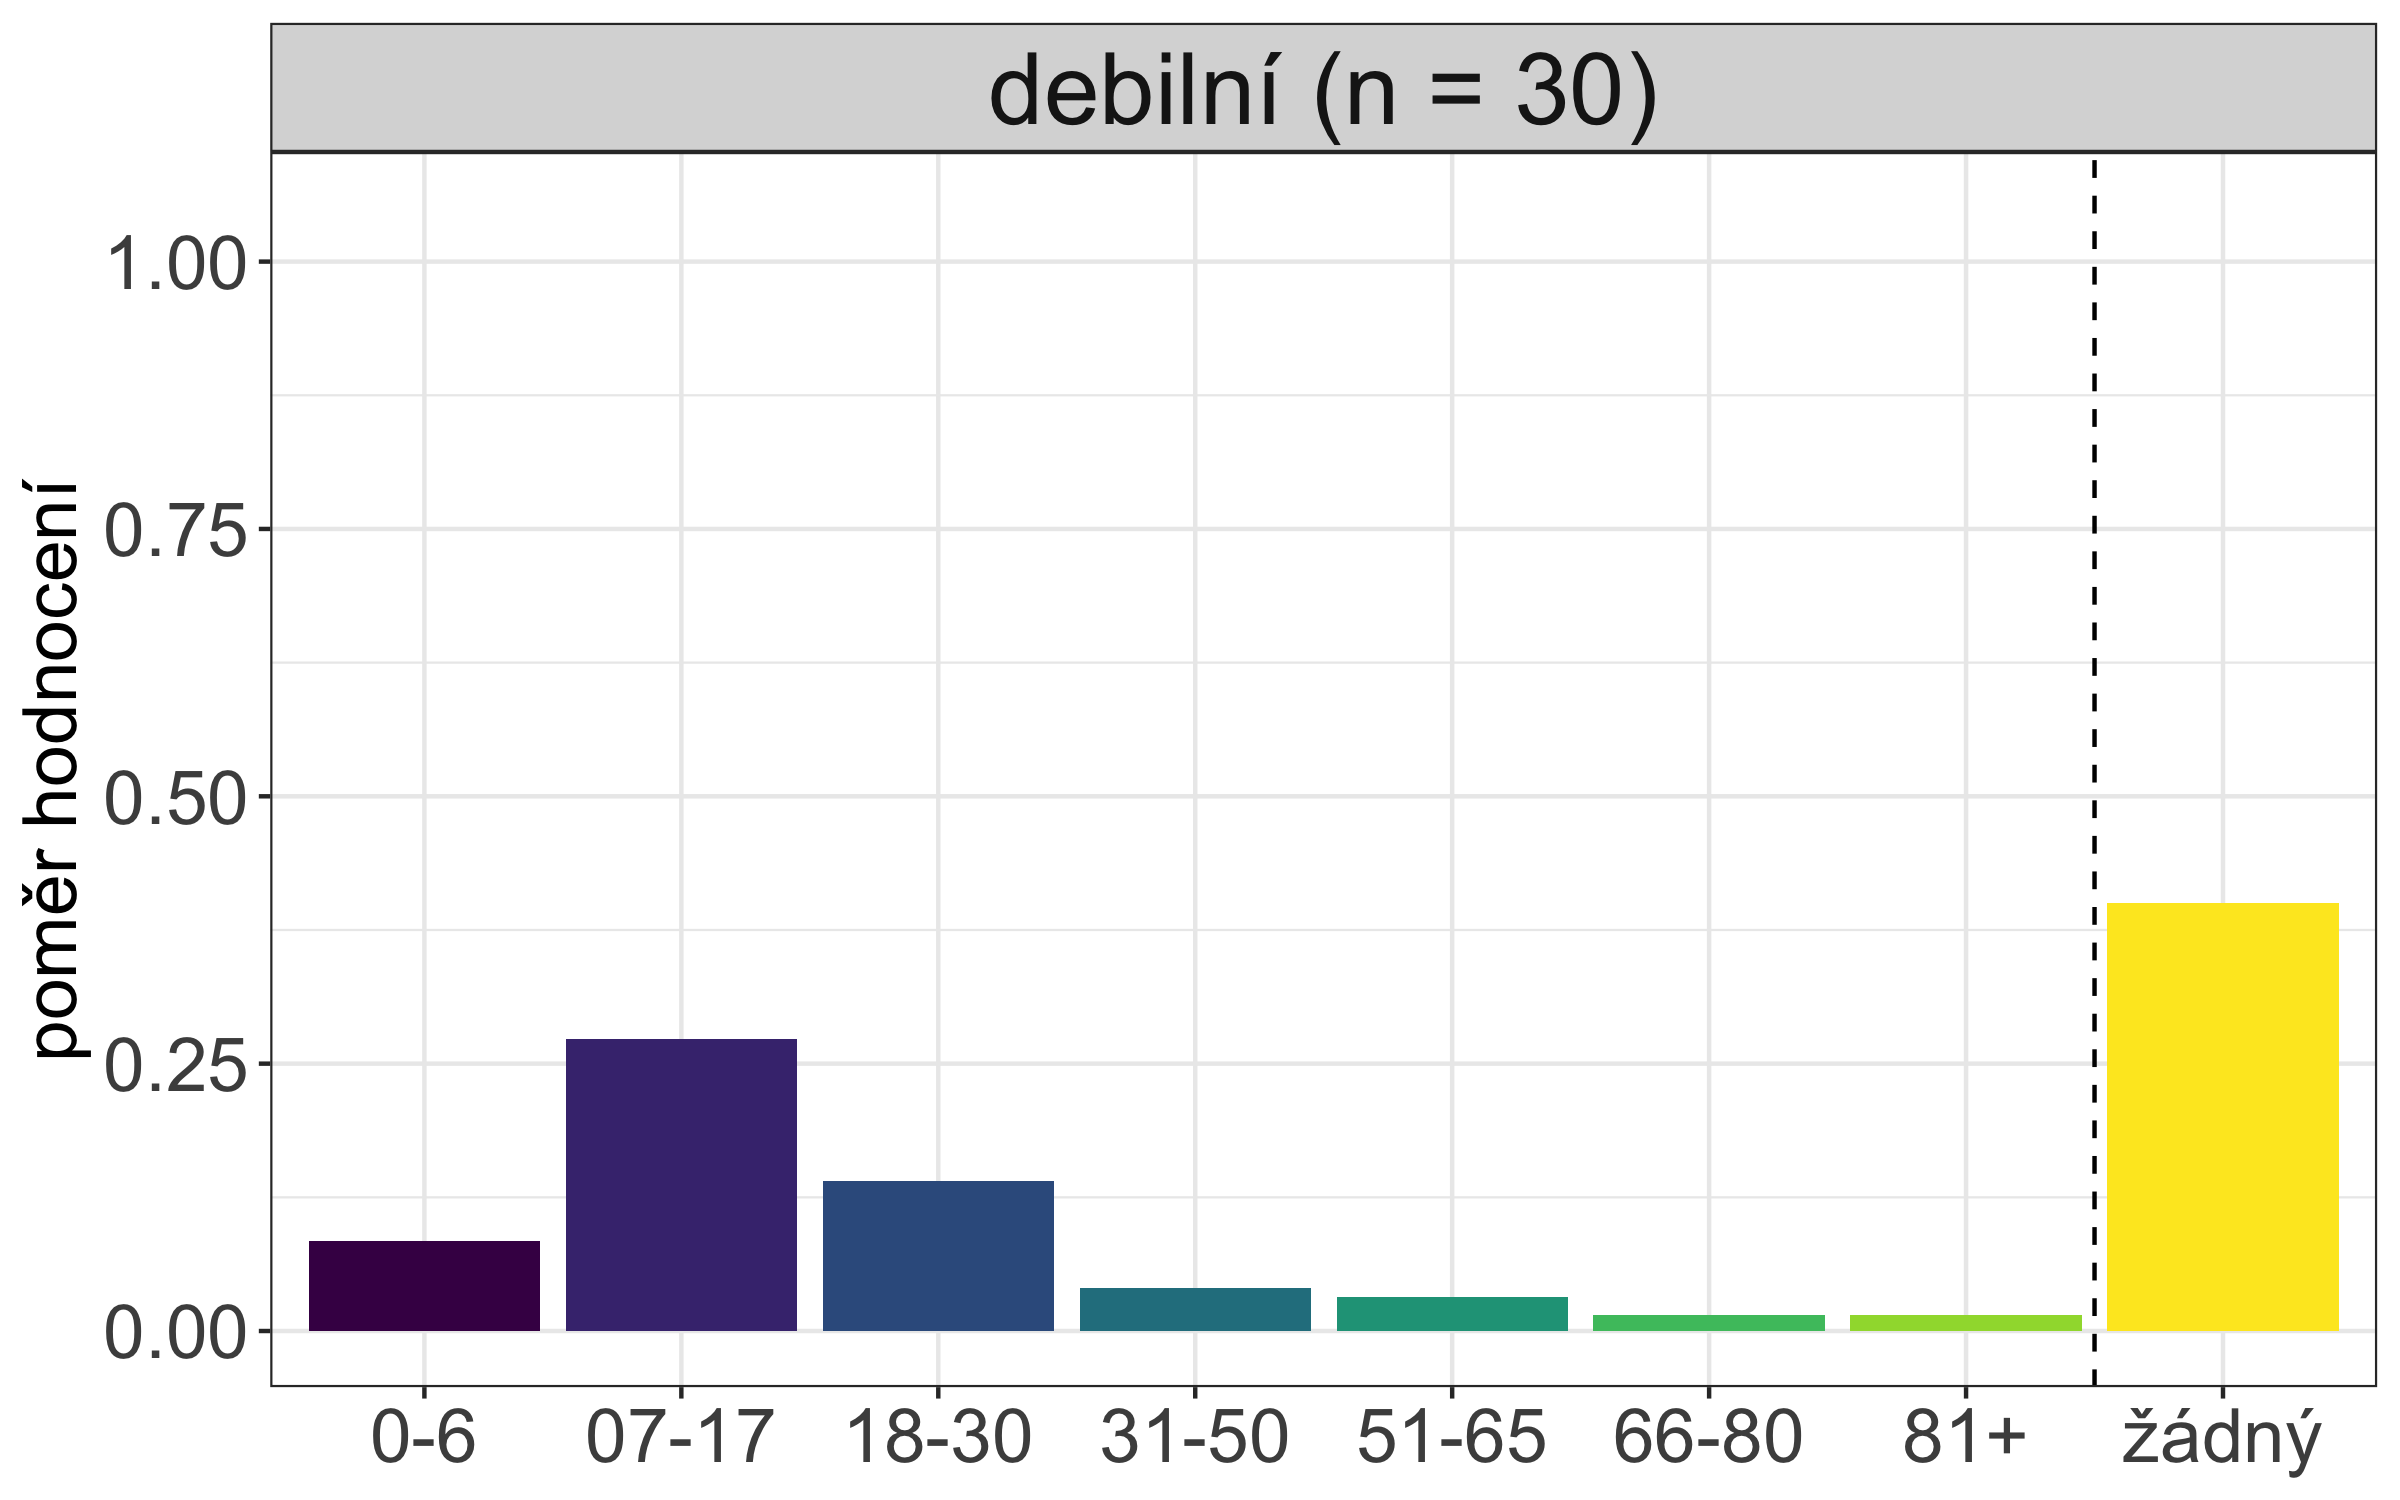 debilní (n = 30)
poměr hodnocení
1.00
0.75
0.50
0.25
0.00
0-6 07-17 18-30 31-50 51-65 66-80 81+ žádný